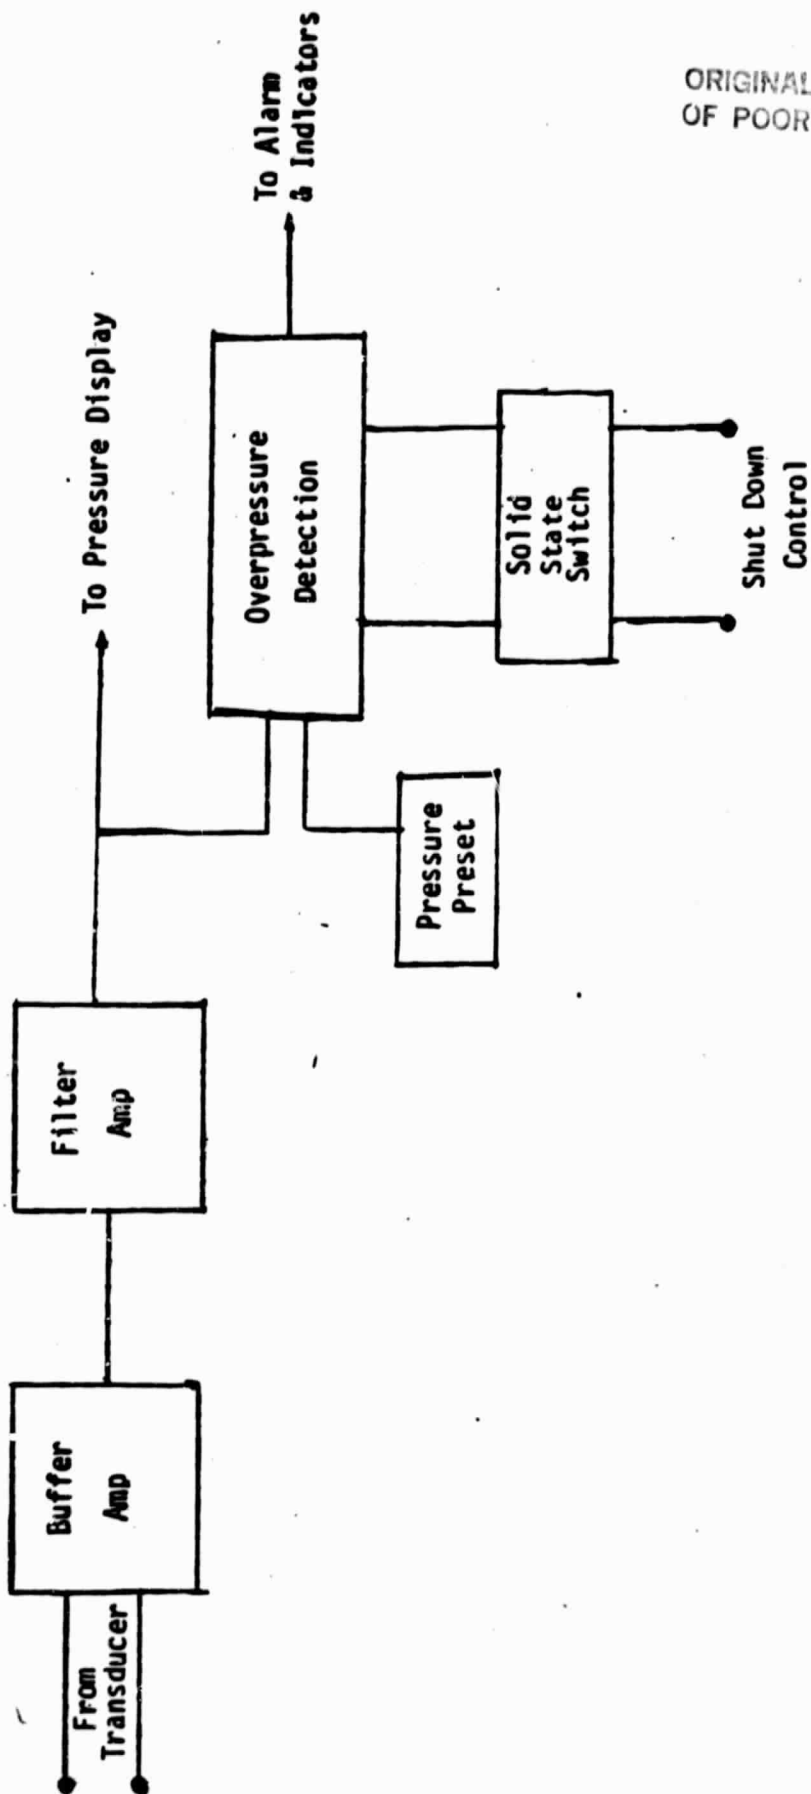 ORIGINAL
OF POOR
From
Transducer
Buffer
Amp
Filter
Amp
To Pressure Display
Pressure
Preset
Overpressure
Detection
To Alarm
& Indicators
Solid
State
Switch
Shut Down
Control